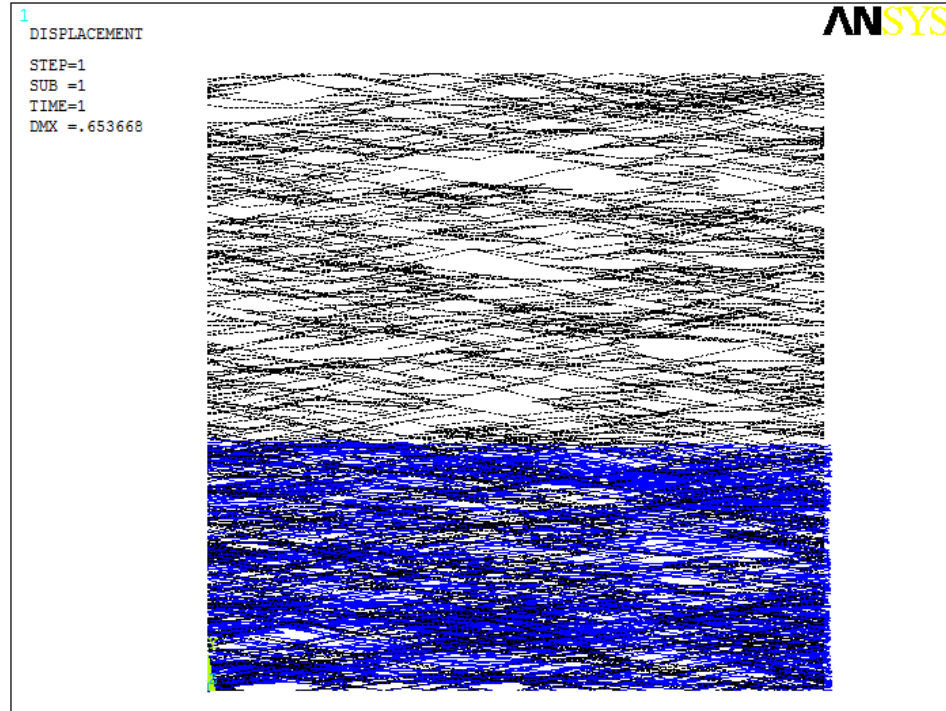 1
DISPLACEMENT
STEP=1
SUB =1
TIME=1
DMX =.653668
ANSYS